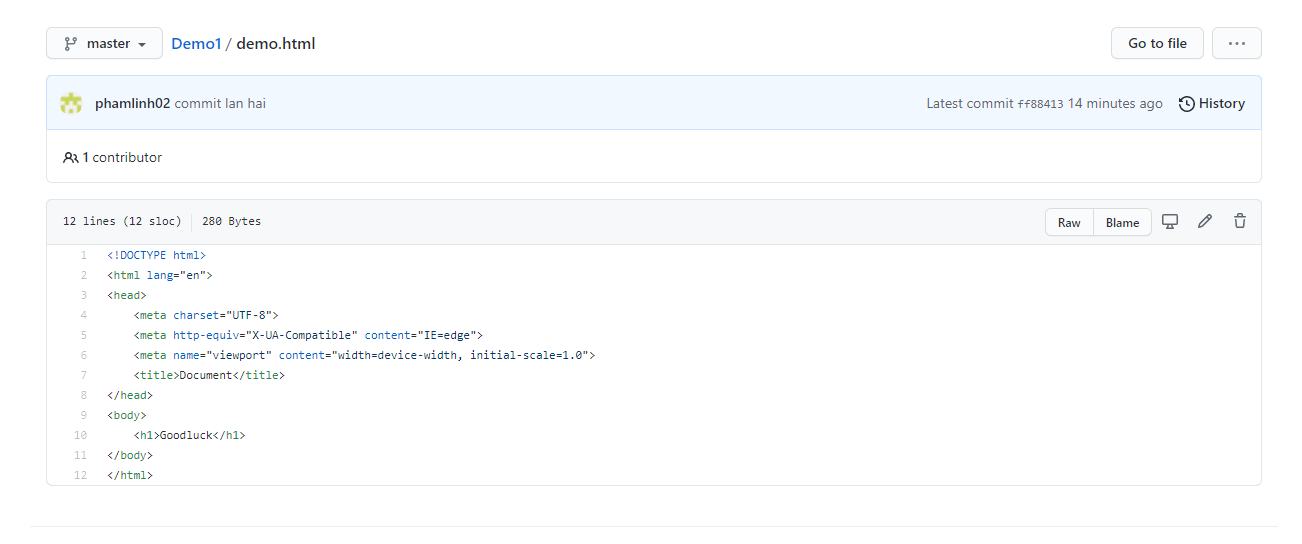 master Demo1 / demo.html Go to file ...
phamlinh02 commit lan hai Latest commit ff88413 14 minutes ago History
1 contributor
12 lines (12 sloc) 280 Bytes Raw Blame
1 <!DOCTYPE html>
2 <html lang="en">
3 <head>
4     <meta charset="UTF-8">
5     <meta http-equiv="X-UA-Compatible" content="IE=edge">
6     <meta name="viewport" content="width=device-width, initial-scale=1.0">
7     <title>Document</title>
8 </head>
9 <body>
10     <h1>Goodluck</h1>
11 </body>
12 </html>